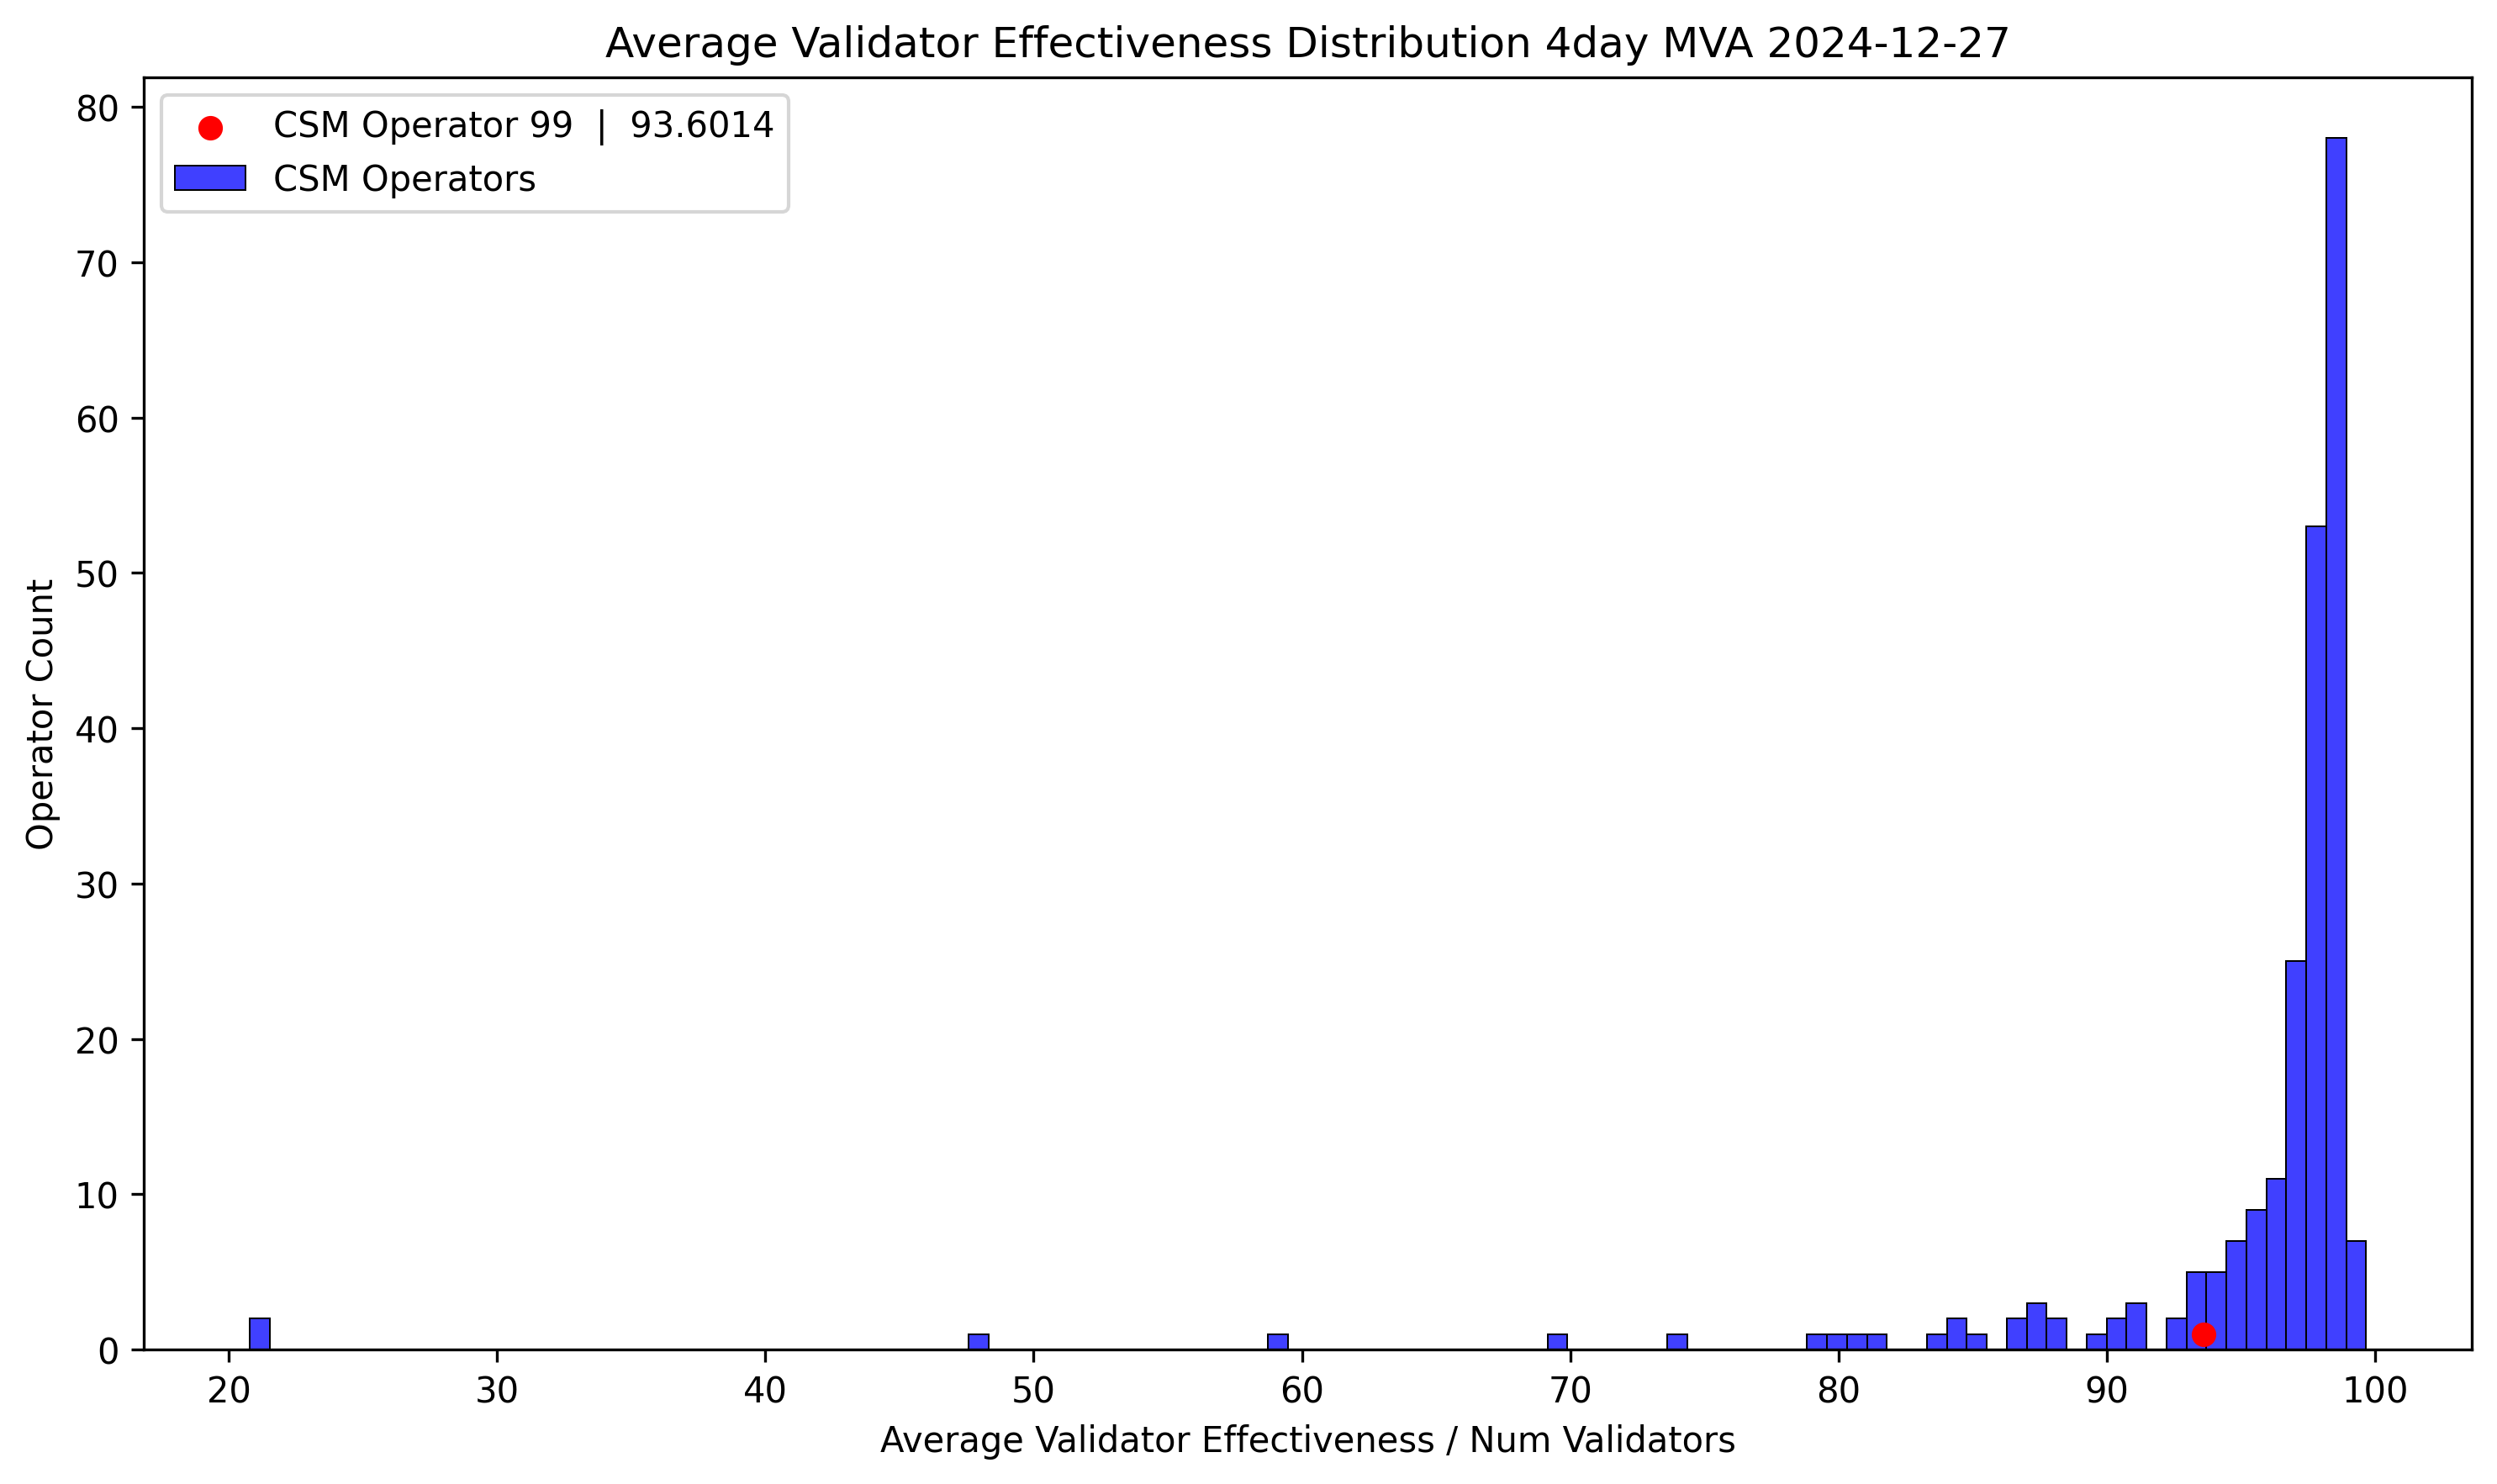 Average Validator Effectiveness Distribution 4day MVA 2024-12-27
CSM Operator 99 | 93.6014
CSM Operators
80
70
60
50
40
30
20
10
0
Operator Count
20 30 40 50 60 70 80 90 100
Average Validator Effectiveness / Num Validators